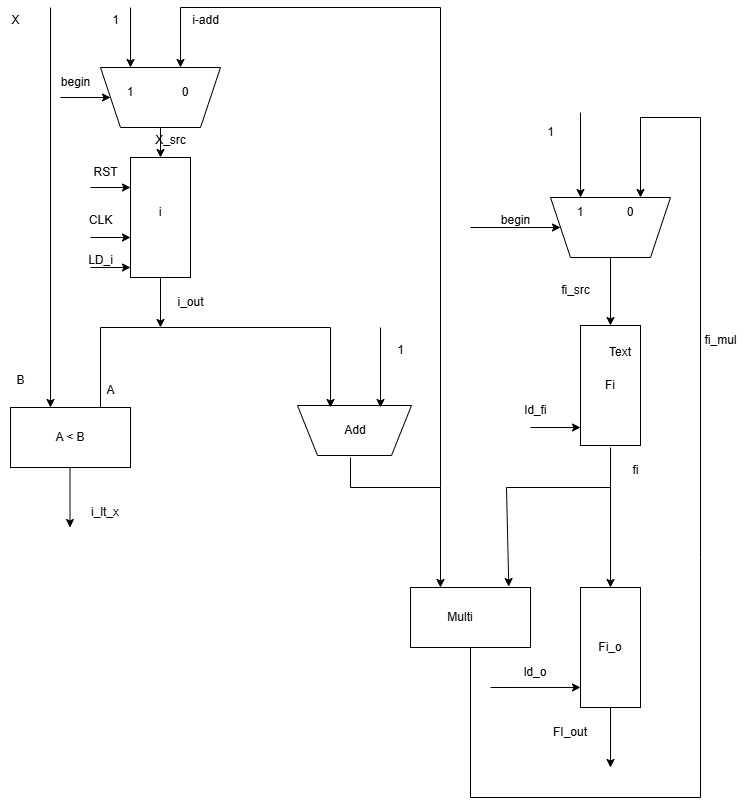 X
1
i-add
begin
1
0
X_src
RST
i
CLK
LD_i
i_out
1
begin
1
0
fi_src
Text
Fi
fi_mul
ld_fi
1
B
A
A < B
Add
i_lt_x
fi
Multi
Fi_o
ld_o
FI_out